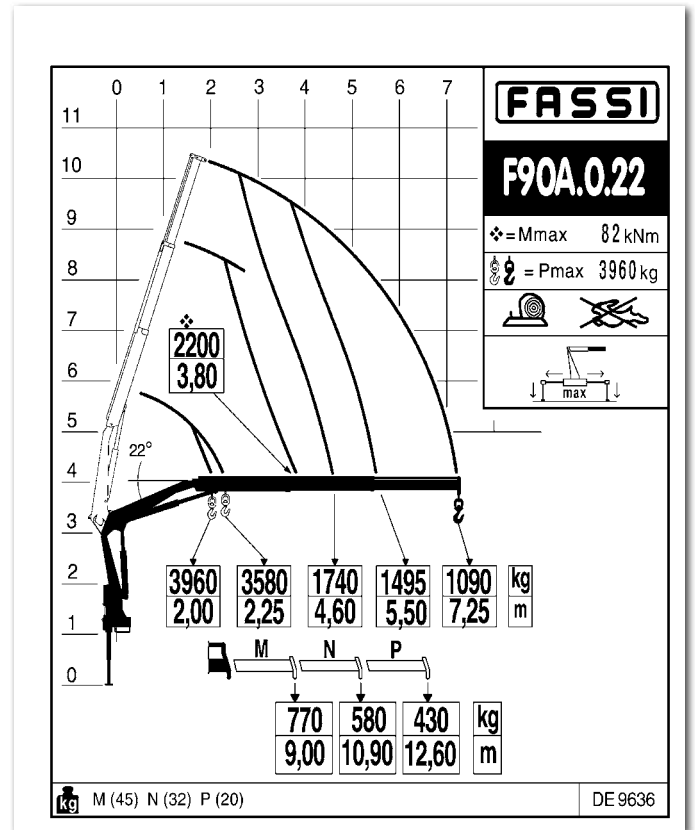 0 1 2 3 4 5 6 7
11
10
9
8
7
6
5
4
3
2
1
0
FASSI
F90A.0.22
❖=Mmax 82 kNm
= Pmax 3960 kg
max
❖
2200
3,80
22°
3960 3580 1740 1495 1090 kg
2,00 2,25 4,60 5,50 7,25 m
M N P
770 580 430 kg
9,00 10,90 12,60 m
kg M (45) N (32) P (20)
DE 9636